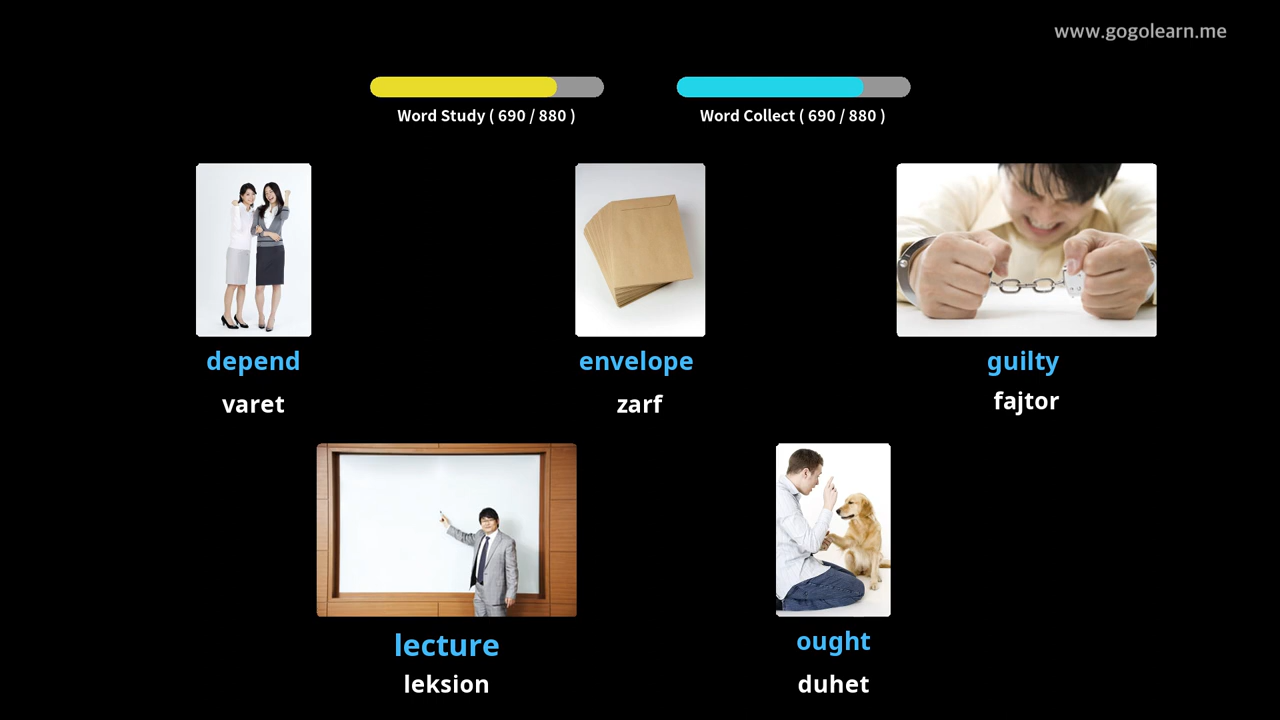 www.gogolearn.me
Word Study ( 690 / 880 )
Word Collect ( 690 / 880 )
depend
varet
envelope
zarf
guilty
fajtor
lecture
leksion
ought
duhet